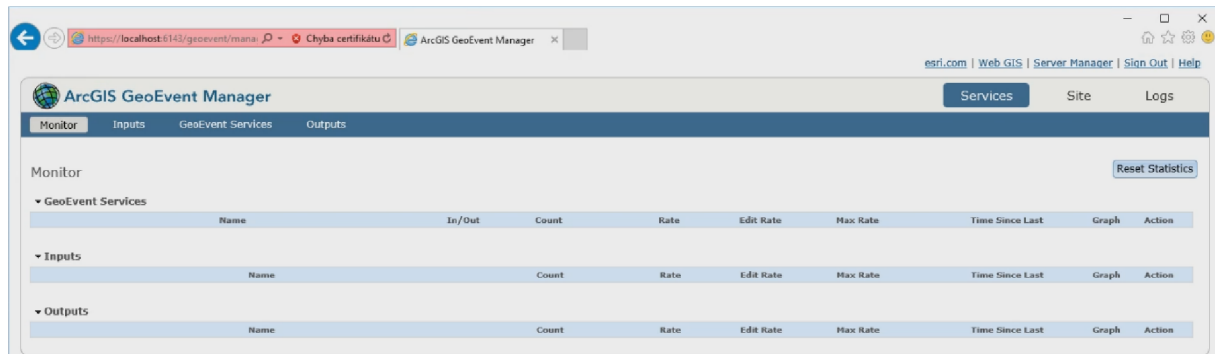 https://localhost:6143/geoevent/mana Chyba certifikátu ArcGIS GeoEvent Manager
esri.com | Web GIS | Server Manager | Sign Out | Help
ArcGIS GeoEvent Manager Services Site Logs
Monitor Inputs GeoEvent Services Outputs
Monitor Reset Statistics
GeoEvent Services
Name In/Out Count Rate Edit Rate Max Rate Time Since Last Graph Action
Inputs
Name Count Rate Edit Rate Max Rate Time Since Last Graph Action
Outputs
Name Count Rate Edit Rate Max Rate Time Since Last Graph Action